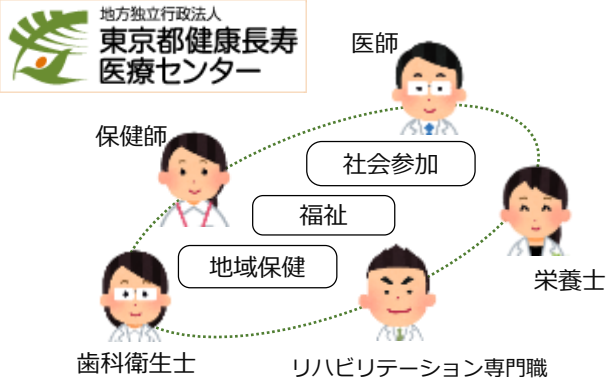 地方独立行政法人
東京都健康長寿
医療センター
医師
保健師
社会参加
福祉
地域保健
栄養士
歯科衛生士
リハビリテーション専門職